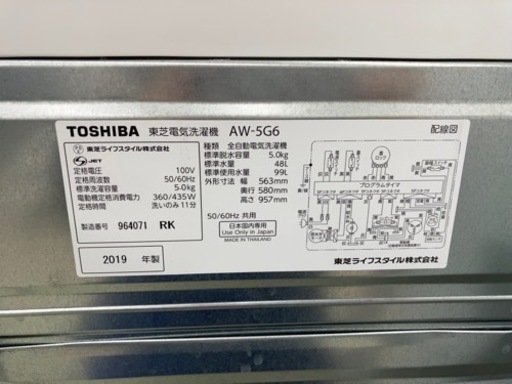 TOSHIBA 東芝電気洗濯機 AW-5G6
配線図
東芝ライフスタイル株式会社
S JET
定格電圧 100V
定格周波数 50/60Hz
標準洗濯容量 5.0kg
電動機定格消費電力 360/435W
定格時間 洗いのみ11分
製造番号 964071 RK
2019 年製
種類 全自動電気洗濯機
標準脱水容量 5.0kg
標準水量 48L
標準使用水量 99L
外形寸法 幅 563mm
奥行 580mm
高さ 957mm
50/60Hz 共用
日本国内専用
Use Only in Japan
MADE IN THAILAND
蓋ロック
プログラムタイマ
東芝ライフスタイル株式会社